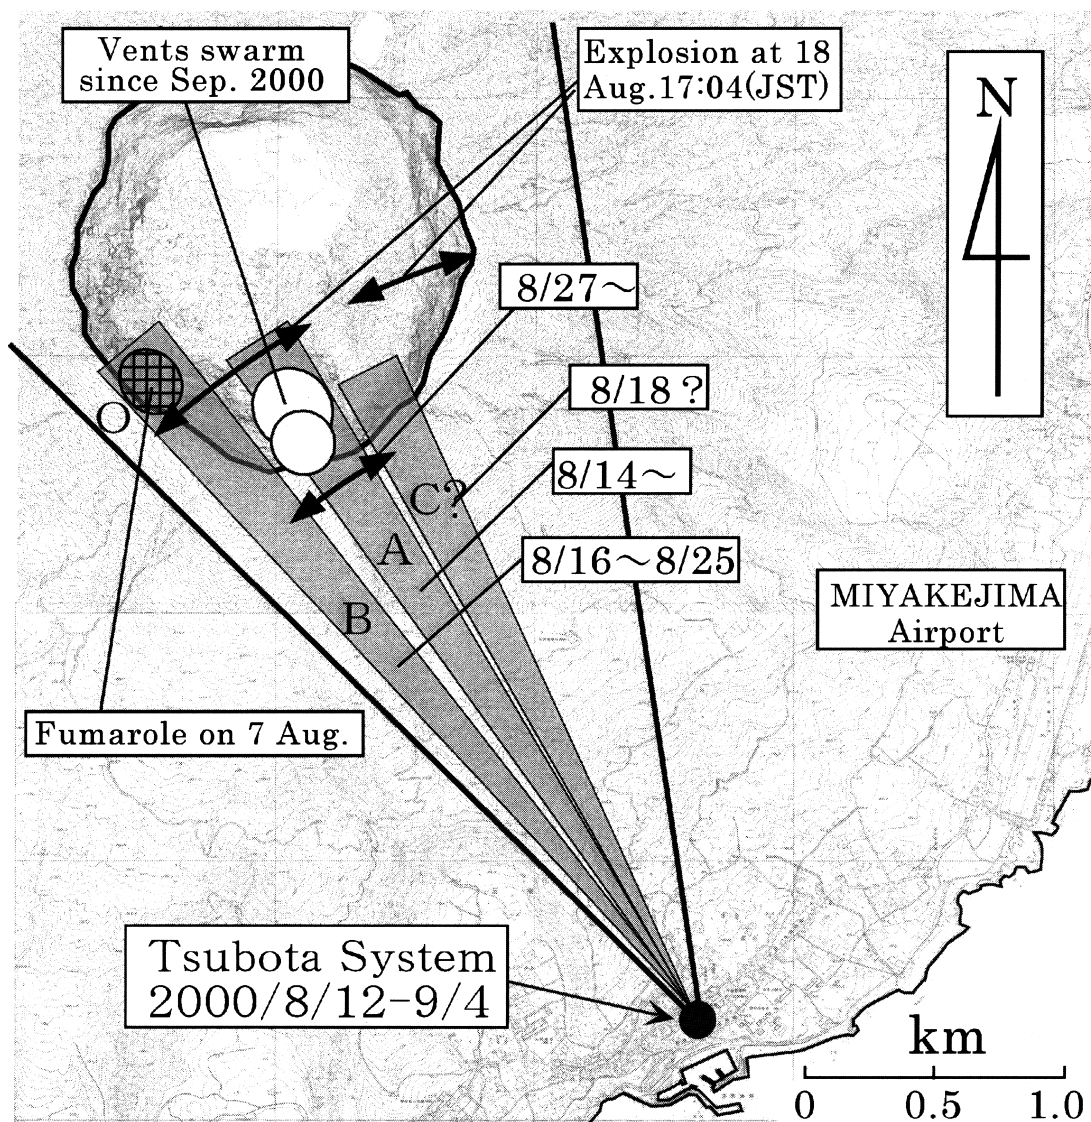 Vents swarm
since Sep. 2000
Explosion at 18
Aug.17:04(JST)
N
8/27～
8/18？
O
8/14～
C?
A
8/16～8/25
B
MIYAKEJIMA
Airport
Fumarole on 7 Aug.
Tsubota System
2000/8/12-9/4
km
0 0.5 1.0